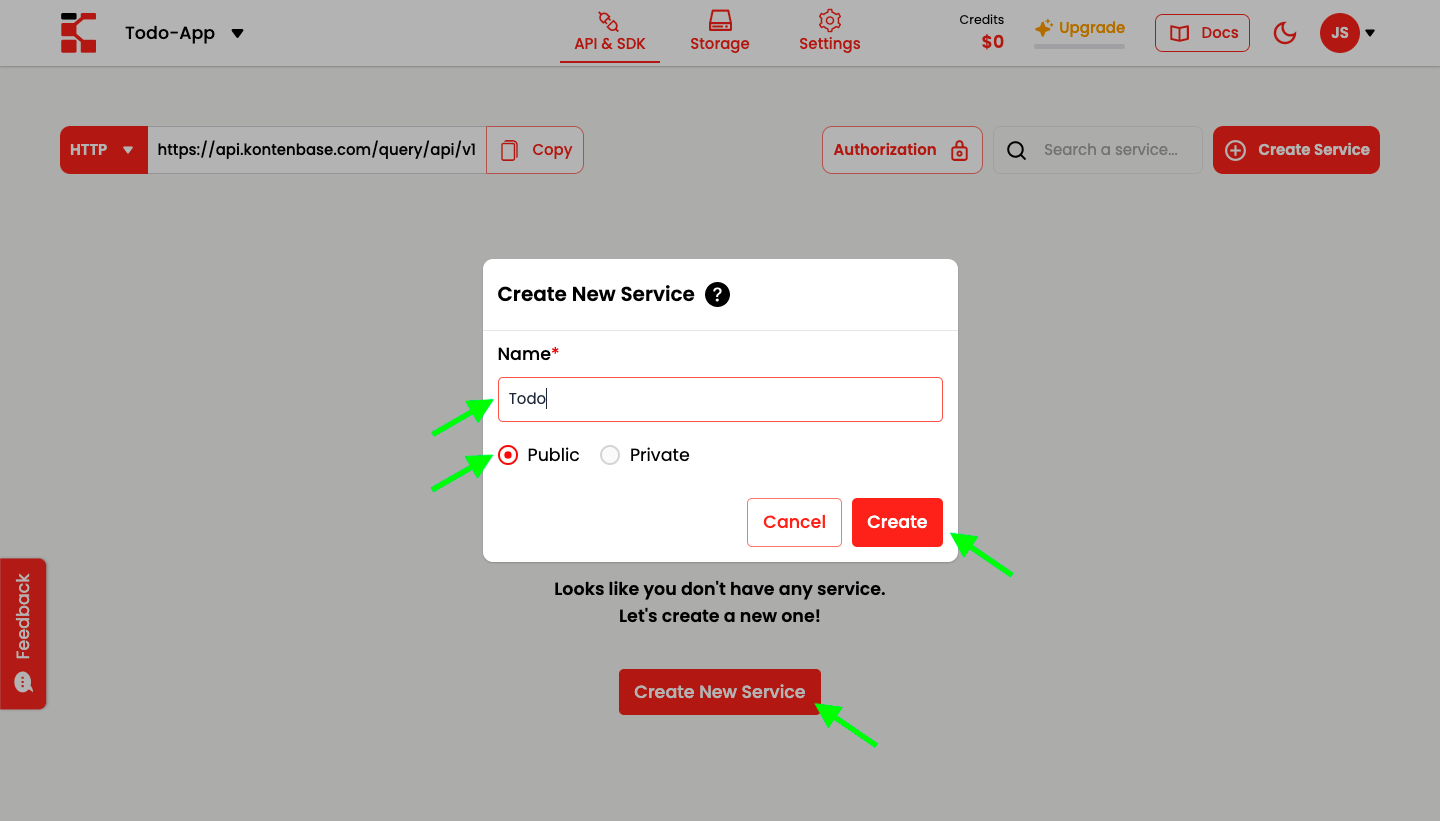 Todo-App
API & SDK
Storage
Settings
Credits
$0
Upgrade
Docs
JS
HTTP
https://api.kontenbase.com/query/api/v1
Copy
Authorization
Search a service...
Create Service
Create New Service ?
Name*
Todo
Public
Private
Cancel
Create
Feedback
Looks like you don't have any service.
Let's create a new one!
Create New Service